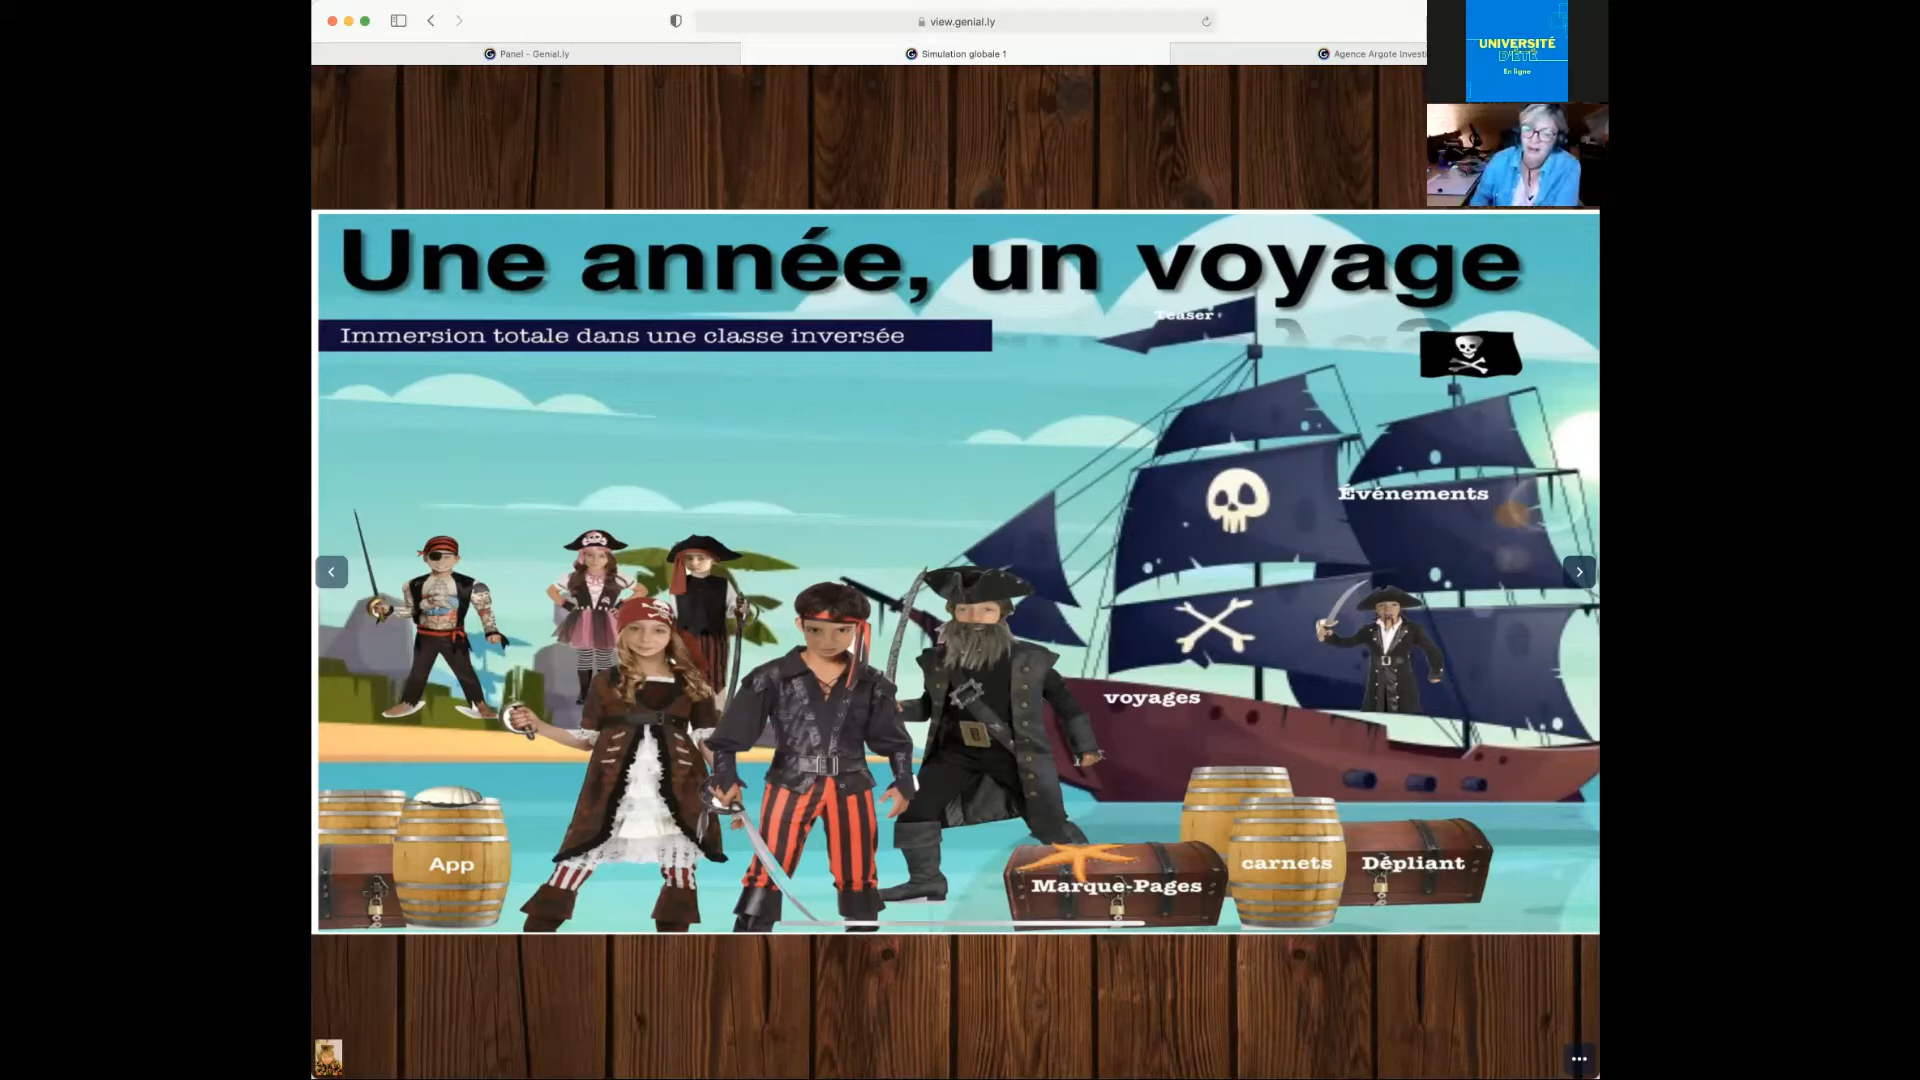 view.genial.ly
Panel - Genial.ly
Simulation globale 1
Agence Argote Investi
UNIVERSITÉ
D'ÉTÉ
En ligne
Une année, un voyage
Immersion totale dans une classe inversée
Teaser
Événements
voyages
App
Marque-Pages
carnets
Dépliant